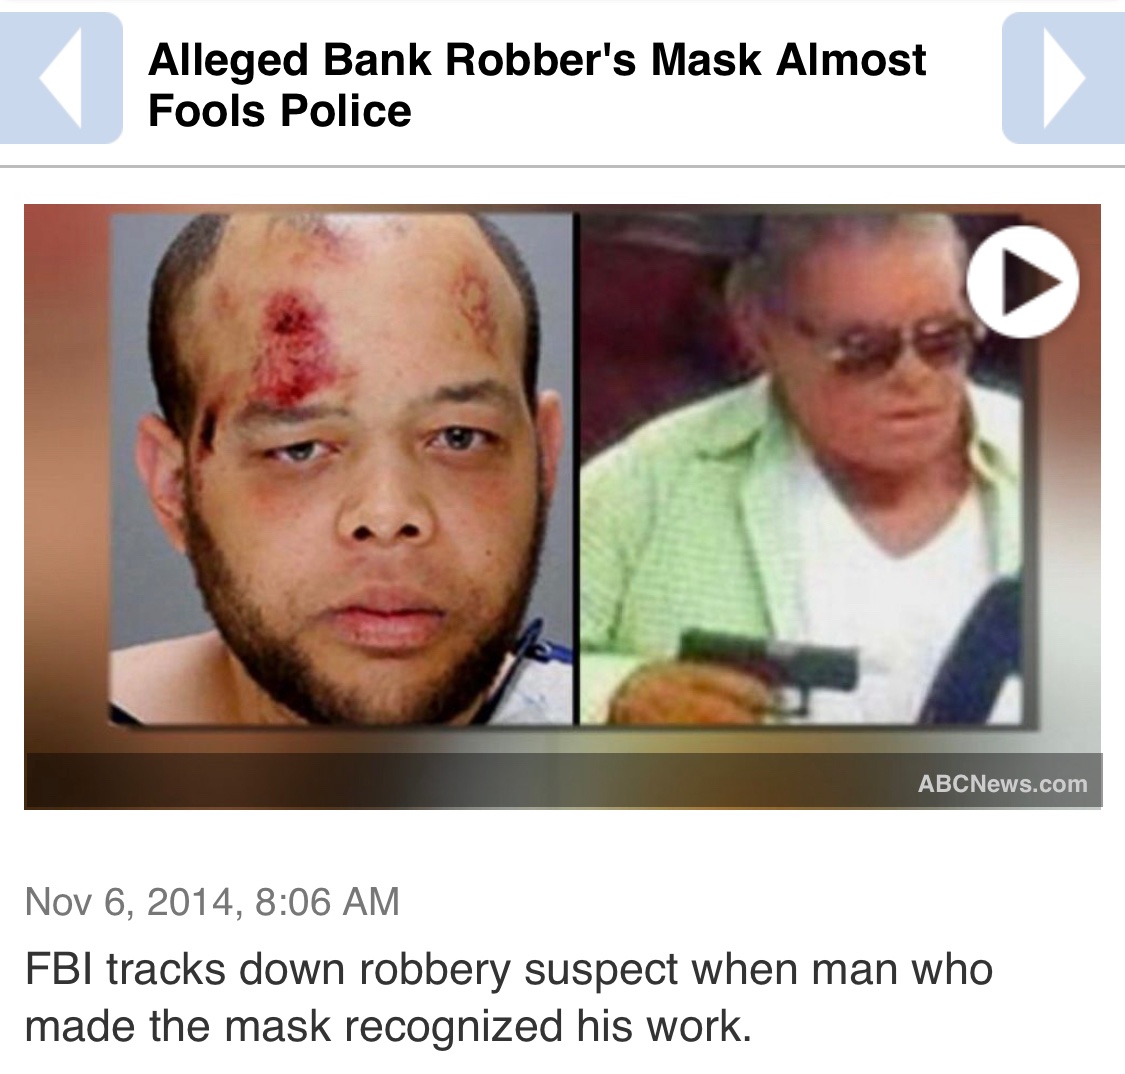 Alleged Bank Robber's Mask Almost
Fools Police
ABCNews.com
Nov 6, 2014, 8:06 AM
FBI tracks down robbery suspect when man who
made the mask recognized his work.